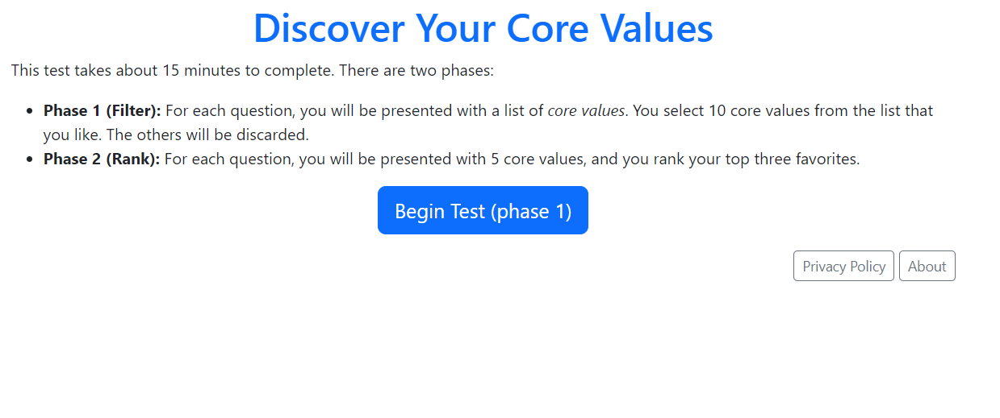 Discover Your Core Values
This test takes about 15 minutes to complete. There are two phases:
• Phase 1 (Filter): For each question, you will be presented with a list of core values. You select 10 core values from the list that
you like. The others will be discarded.
• Phase 2 (Rank): For each question, you will be presented with 5 core values, and you rank your top three favorites.
Begin Test (phase 1)
Privacy Policy About